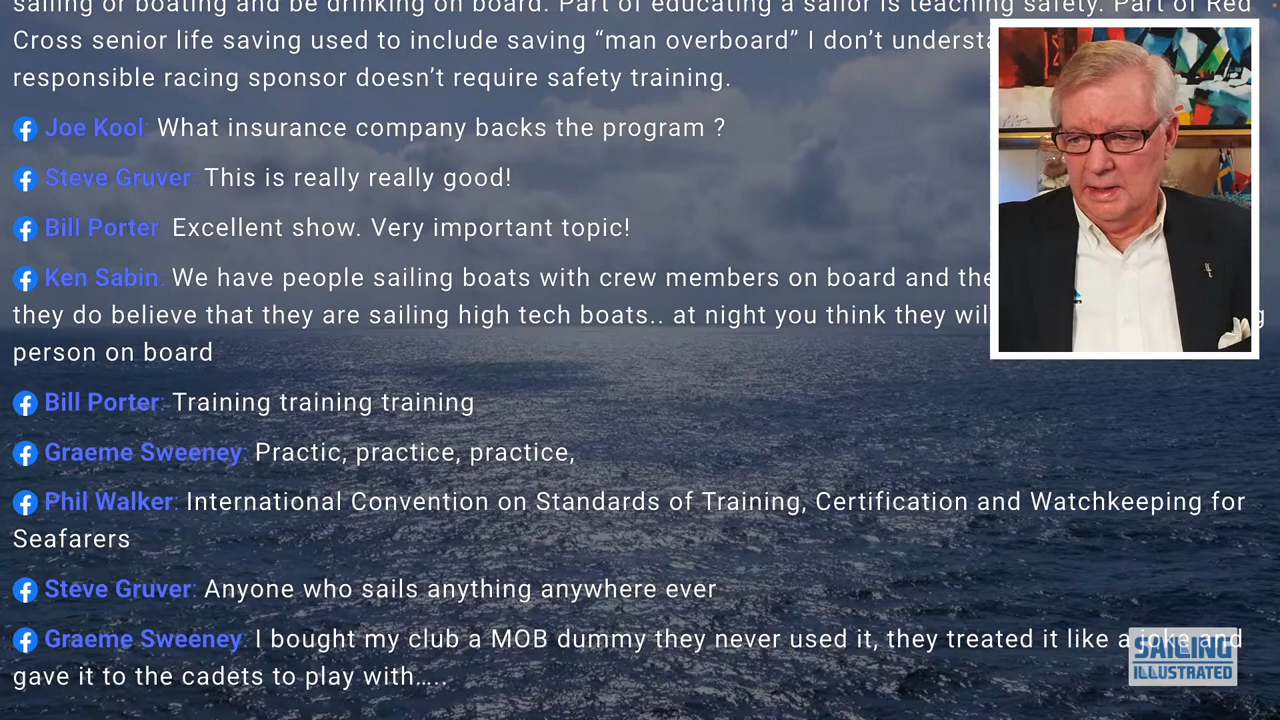 sailing or boating and be drinking on board. Part of educating a sailor is teaching safety. Part of Red
Cross senior life saving used to include saving “man overboard” I don’t
responsible racing sponsor doesn’t require safety training.
Joe Kool: What insurance company backs the program ?
Steve Gruver: This is really really good!
Bill Porter: Excellent show. Very important topic!
Ken Sabin: We have people sailing boats with crew members on board and
they do believe that they are sailing high tech boats.. at night you think they
person on board
Bill Porter: Training training training
Graeme Sweeney: Practic, practice, practice,
Phil Walker: International Convention on Standards of Training, Certification and Watchkeeping for
Seafarers
Steve Gruver: Anyone who sails anything anywhere ever
Graeme Sweeney: I bought my club a MOB dummy they never used it, they treated it like a joke and
gave it to the cadets to play with.....
SAILING
ILLUSTRATED